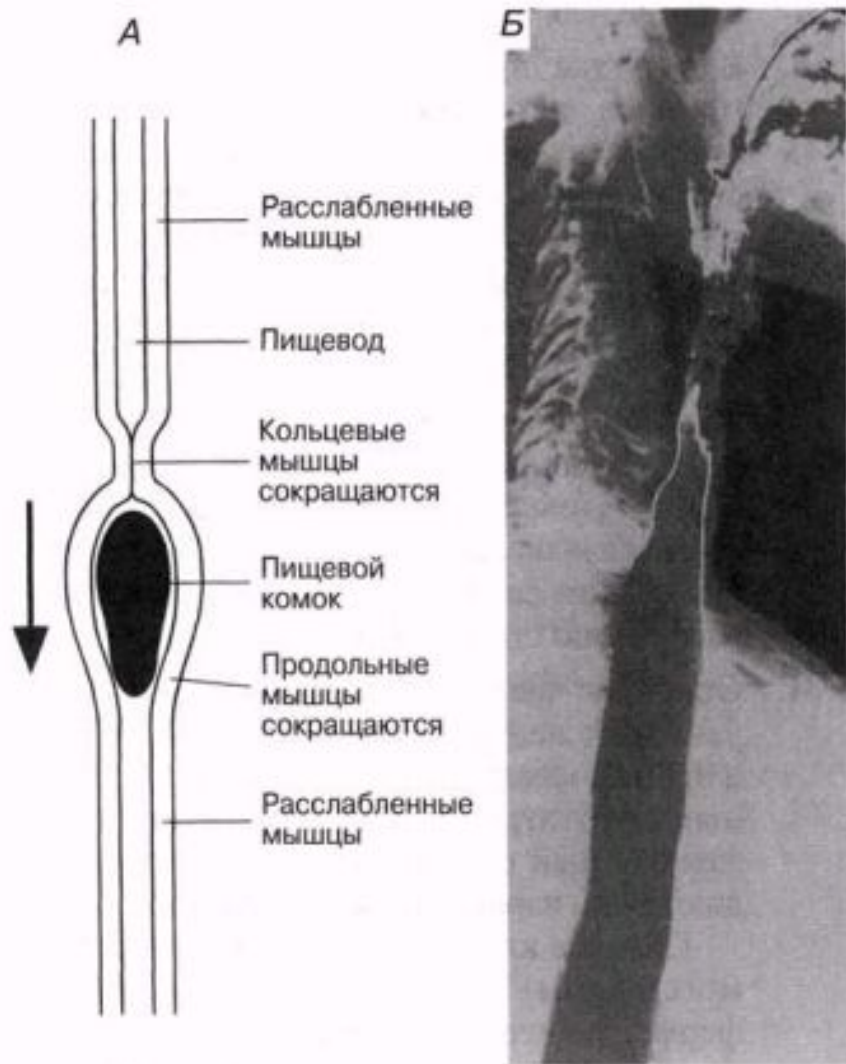 А
Б
Расслабленные
мышцы
Пищевод
Кольцевые
мышцы
сокращаются
Пищевой
комок
Продольные
мышцы
сокращаются
Расслабленные
мышцы